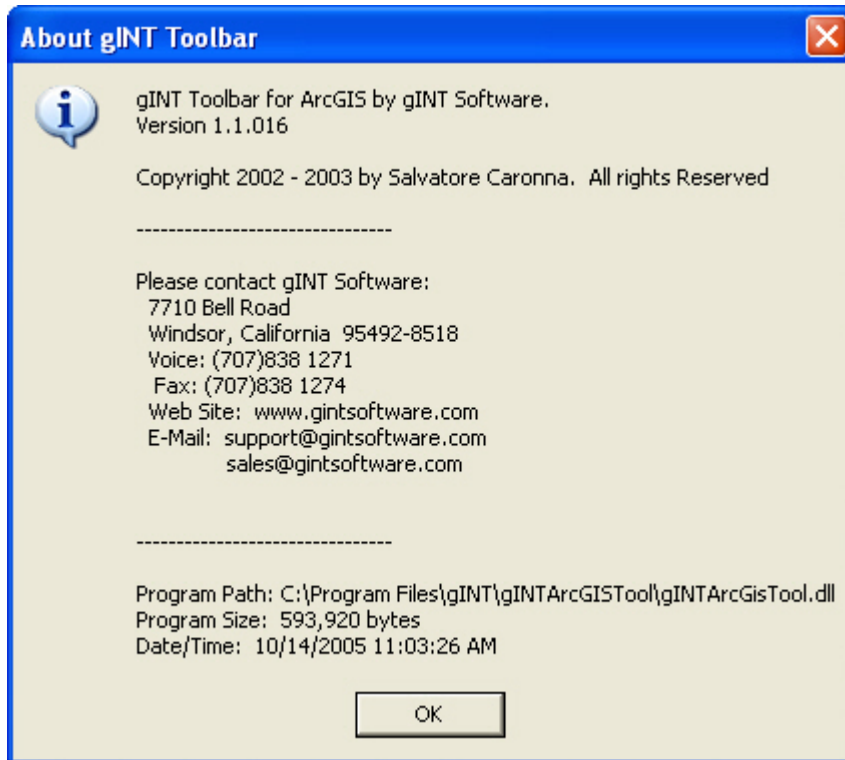 About gINT Toolbar
gINT Toolbar for ArcGIS by gINT Software.
Version 1.1.016
Copyright 2002 - 2003 by Salvatore Caronna.  All rights Reserved
--------------------------------
Please contact gINT Software:
7710 Bell Road
Windsor, California  95492-8518
Voice: (707)838 1271
Fax: (707)838 1274
Web Site:  www.gintsoftware.com
E-Mail:  support@gintsoftware.com
sales@gintsoftware.com
--------------------------------
Program Path: C:\Program Files\gINT\gINTArcGISTool\gINTArcGisTool.dll
Program Size:  593,920 bytes
Date/Time:  10/14/2005 11:03:26 AM
OK